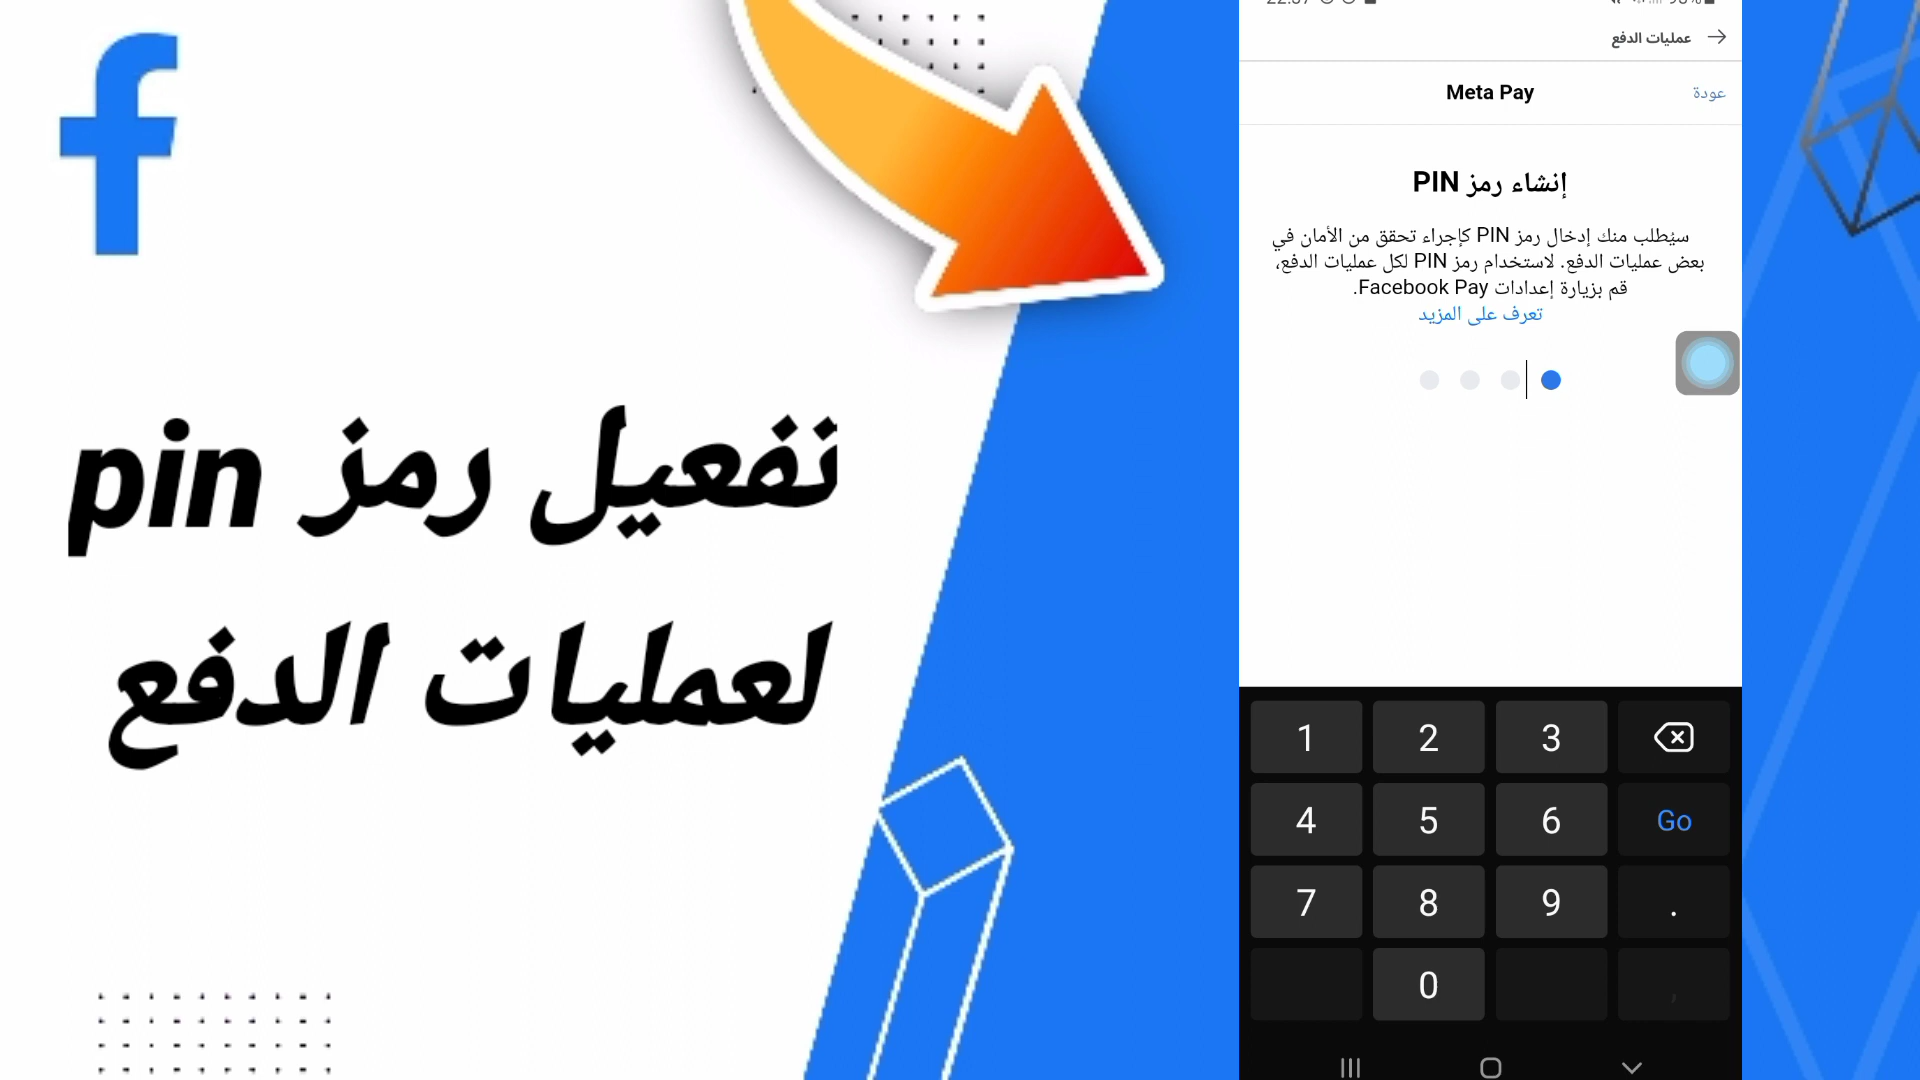 تفعيل رمز pin
لعمليات الدفع
عمليات الدفع
Meta Pay
عودة
إنشاء رمز PIN
سيُطلب منك إدخال رمز PIN كإجراء تحقق من الأمان في
بعض عمليات الدفع. لاستخدام رمز PIN لكل عمليات الدفع،
قم بزيارة إعدادات Facebook Pay.
تعرف على المزيد
1 2 3
4 5 6 Go
7 8 9 .
0 ,